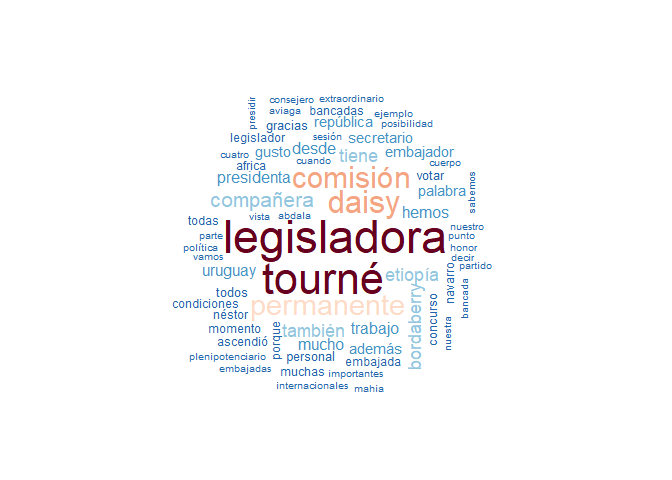 consejero extraordinario
presidir
aviaga bancadas ejemplo
gracias república posibilidad
legislador sesión secretario
cuatro gusto desde cuando tiene embajador
africa cuerpo
presidenta comisión votar
sabemos
compañera daisy palabra
todas vista abdala hemos
parte legisladora nuestro
política punto
vamos honor
decir
uruguay tourné etiopía partido
navarro
todos permanente bancada
condiciones
néstor bordaberry
momento también trabajo concurso
ascendió porque mucho nuestra
plenipotenciario personal además
embajadas embajada
muchas importantes
internacionales mahia